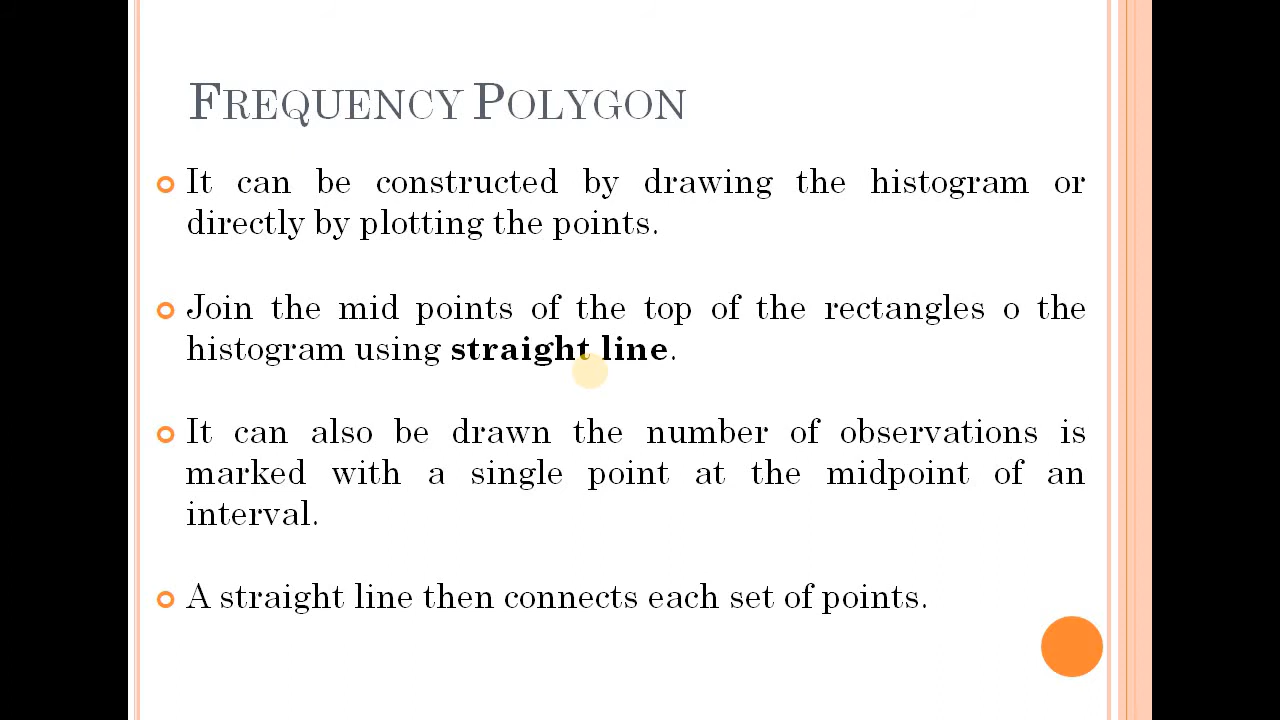 FREQUENCY POLYGON
It can be constructed by drawing the histogram or
directly by plotting the points.
Join the mid points of the top of the rectangles o the
histogram using straight line.
It can also be drawn the number of observations is
marked with a single point at the midpoint of an
interval.
A straight line then connects each set of points.